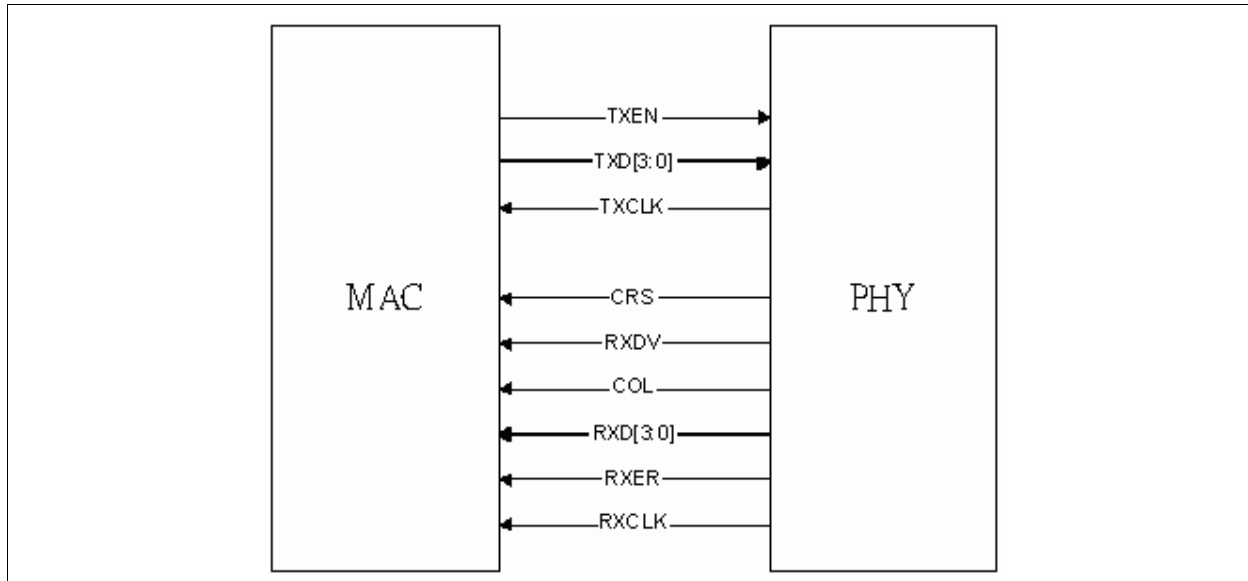 TXEN
TXD[3:0]
TXCLK
MAC
CRS
PHY
RXDV
COL
RXD[3:0]
RXER
RXCLK